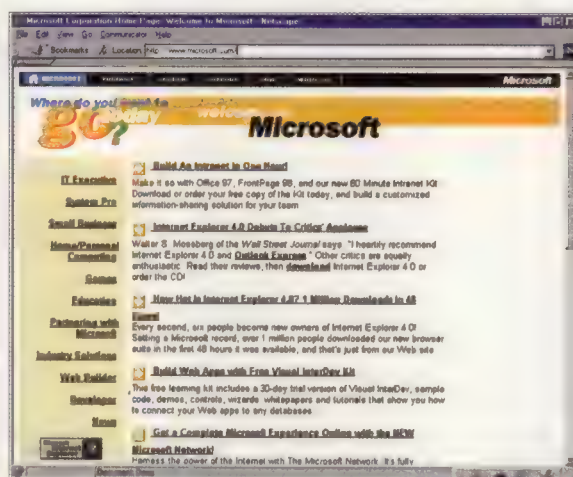 Microsoft Corporation Home Page: Welcome to Microsoft - Netscape
File Edit View Go Communicator Help
Bookmarks Location http://www.microsoft.com/
MICROSOFT
Microsoft
Where do you want to
go today?
Microsoft
IT Executive
System Pro
Small Business
Home/Personal
Computing
Games
Education
Partnering with
Microsoft
Industry Solutions
Web Builder
Developer
News
Build An Intranet In One Hour!
Make it so with Office 97, FrontPage 98, and our new 60 Minute Intranet Kit
Download or order your free copy of the Kit today, and build a customized
information-sharing solution for your team
Internet Explorer 4.0 Debuts To Critics' Applause
Walter S. Mossberg of the Wall Street Journal says "I heartily recommend
Internet Explorer 4.0 and Outlook Express." Other critics are equally
enthusiastic. Read their reviews, then download Internet Explorer 4.0 or
order the CD!
How Hot Is Internet Explorer 4.0? 1 Million Downloads in 48
Hours!
Every second, six people become new owners of Internet Explorer 4.0!
Setting a Microsoft record, over 1 million people downloaded our new browser
suite in the first 48 hours it was available, and that's just from our Web site
Build Web Apps with Free Visual InterDev Kit
This free learning kit includes a 30-day trial version of Visual InterDev, sample
code, demos, controls, wizards, whitepapers and tutorials that show you how
to connect your Web apps to any databases
Get a Complete Microsoft Experience Online with the NEW
Microsoft Network!
Harness the power of the Internet with The Microsoft Network. It's fully
Document: Done